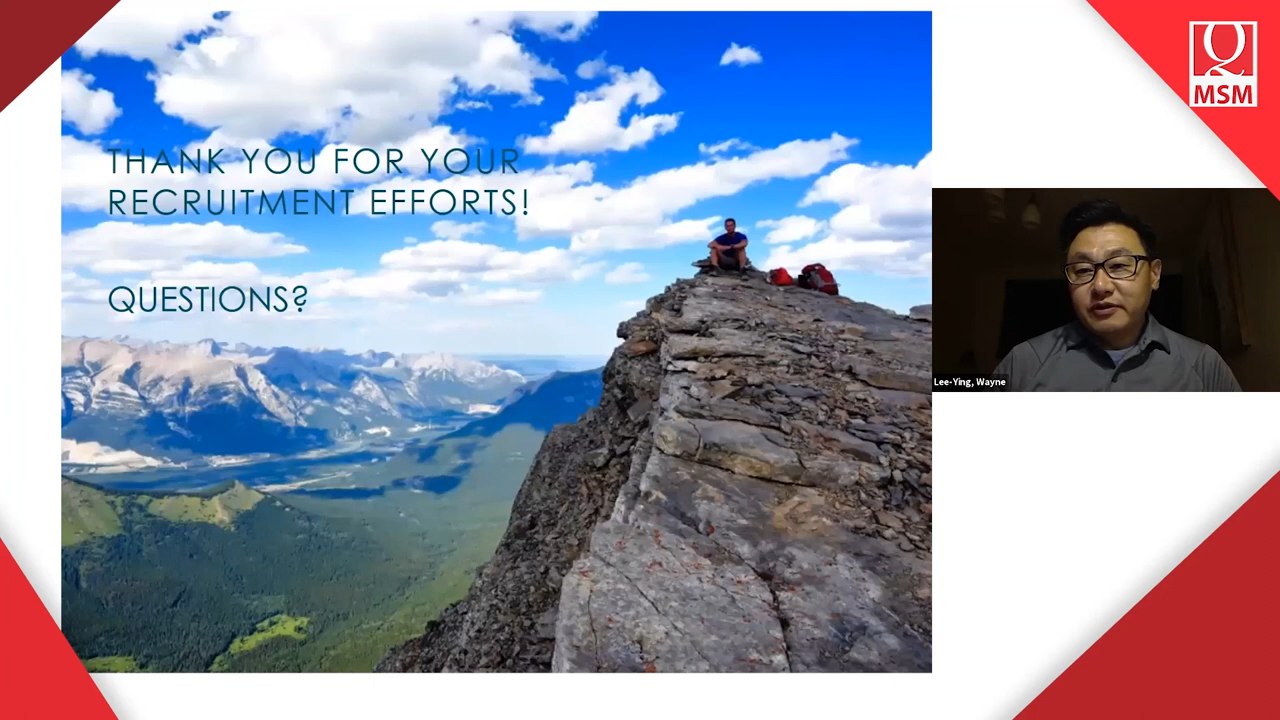 THANK YOU FOR YOUR
RECRUITMENT EFFORTS!
QUESTIONS?
MSM
Lee-Ying, Wayne